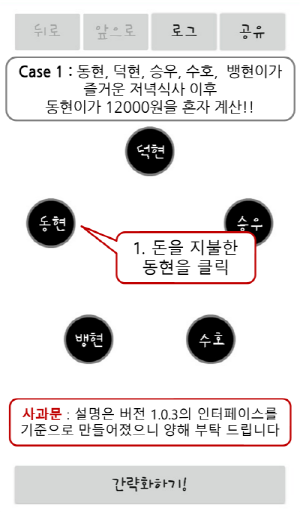 뒤로 앞으로 로그 공유
Case 1 : 동현, 덕현, 승우, 수호, 뱅현이가
즐거운 저녁식사 이후
동현이가 12000원을 혼자 계산!!
덕현
동현 승우
1. 돈을 지불한
동현을 클릭
뱅현 수호
사과문 : 설명은 버전 1.0.3의 인터페이스를
기준으로 만들어졌으니 양해 부탁 드립니다
간략화하기!